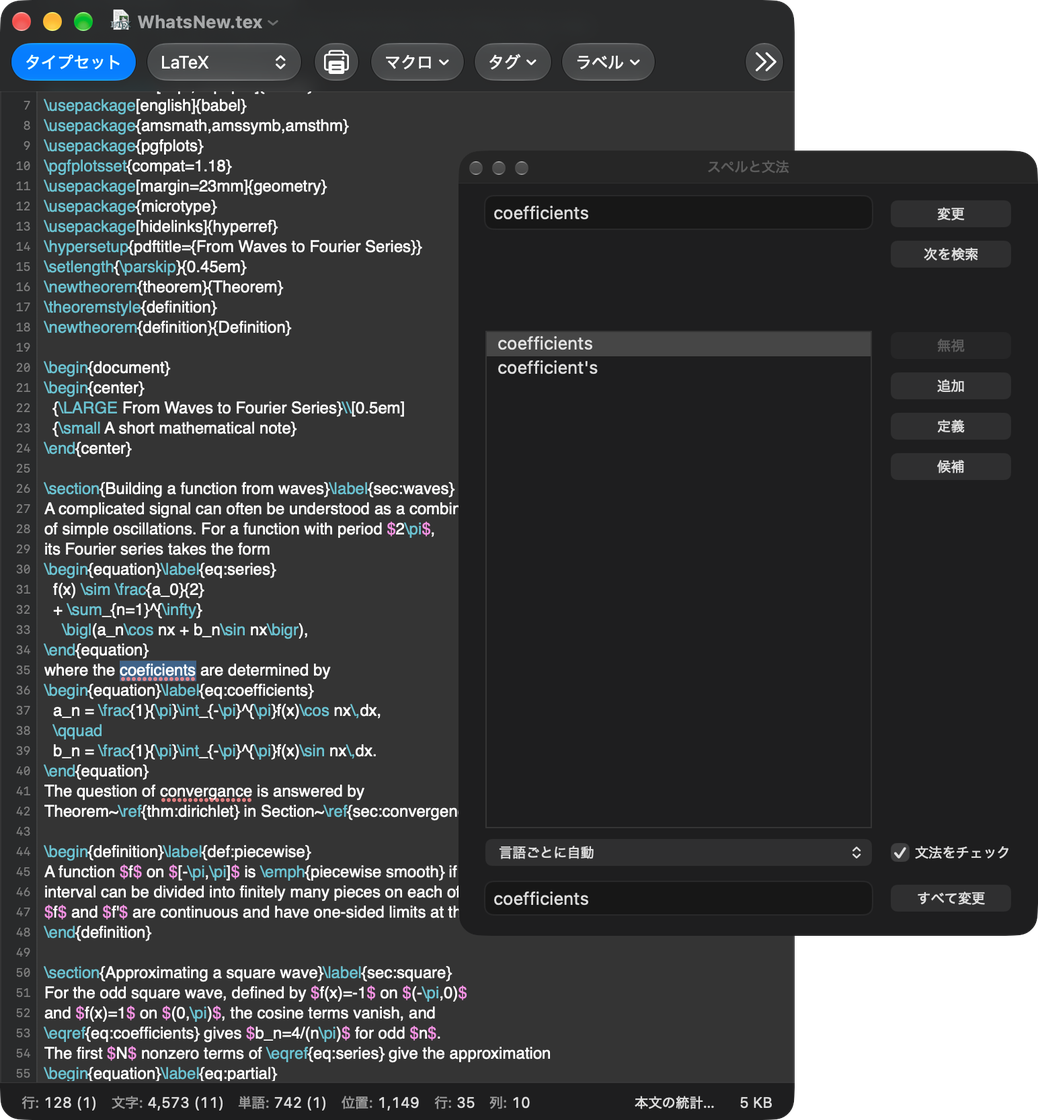 WhatsNew.tex
タイプセット LaTeX マクロ タグ ラベル
7 \usepackage[english]{babel}
8 \usepackage{amsmath,amssymb,amsthm}
9 \usepackage{pgfplots}
10 \pgfplotsset{compat=1.18}
11 \usepackage[margin=23mm]{geometry}
12 \usepackage{microtype}
13 \usepackage[hidelinks]{hyperref}
14 \hypersetup{pdftitle={From Waves to Fourier Series}}
15 \setlength{\parskip}{0.45em}
16 \newtheorem{theorem}{Theorem}
17 \theoremstyle{definition}
18 \newtheorem{definition}{Definition}
19
20 \begin{document}
21 \begin{center}
22 {\LARGE From Waves to Fourier Series}\\[0.5em]
23 {\small A short mathematical note}
24 \end{center}
25
26 \section{Building a function from waves}\label{sec:waves}
27 A complicated signal can often be understood as a combin
28 of simple oscillations. For a function with period $2\pi$,
29 its Fourier series takes the form
30 \begin{equation}\label{eq:series}
31 f(x) \sim \frac{a_0}{2}
32 + \sum_{n=1}^{\infty}
33 \bigl(a_n\cos nx + b_n\sin nx\bigr),
34 \end{equation}
35 where the coeficients are determined by
36 \begin{equation}\label{eq:coefficients}
37 a_n = \frac{1}{\pi}\int_{-\pi}^{\pi}f(x)\cos nx\,dx,
38 \qquad
39 b_n = \frac{1}{\pi}\int_{-\pi}^{\pi}f(x)\sin nx\,dx.
40 \end{equation}
41 The question of convergance is answered by
42 Theorem~\ref{thm:dirichlet} in Section~\ref{sec:convergen
43
44 \begin{definition}\label{def:piecewise}
45 A function $f$ on $[-\pi,\pi]$ is \emph{piecewise smooth} if
46 interval can be divided into finitely many pieces on each of
47 $f$ and $f'$ are continuous and have one-sided limits at th
48 \end{definition}
49
50 \section{Approximating a square wave}\label{sec:square}
51 For the odd square wave, defined by $f(x)=-1$ on $(-\pi,0)$
52 and $f(x)=1$ on $(0,\pi)$, the cosine terms vanish, and
53 \eqref{eq:coefficients} gives $b_n=4/(n\pi)$ for odd $n$.
54 The first $N$ nonzero terms of \eqref{eq:series} give the approximation
55 \begin{equation}\label{eq:partial}
行: 128 (1) 文字: 4,573 (11) 単語: 742 (1) 位置: 1,149 行: 35 列: 10 本文の統計... 5 KB
スペルと文法
coefficients
変更
次を検索
coefficients
coefficient's
無視
追加
定義
候補
言語ごとに自動
文法をチェック
coefficients
すべて変更